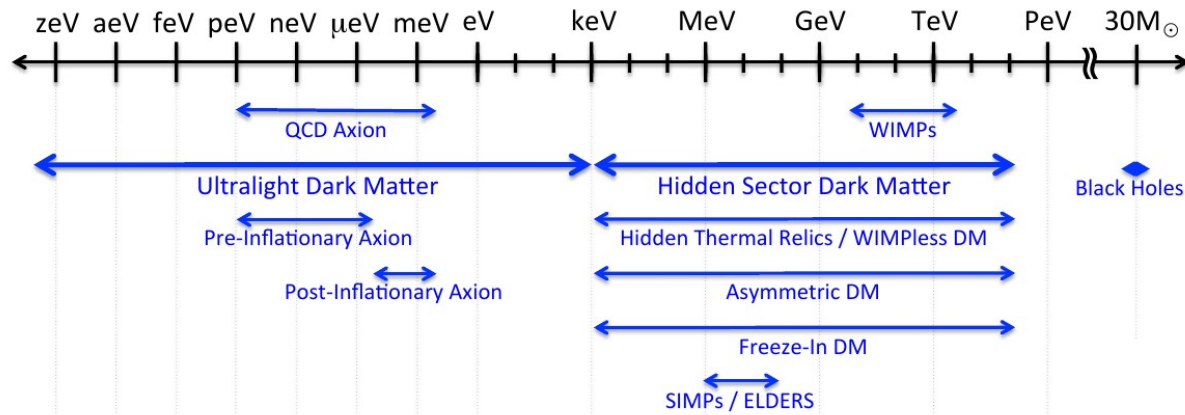 zeV aeV feV peV neV μeV meV eV keV MeV GeV TeV PeV 30M☉
QCD Axion WIMPs
Ultralight Dark Matter Hidden Sector Dark Matter Black Holes
Pre-Inflationary Axion Hidden Thermal Relics / WIMPless DM
Post-Inflationary Axion Asymmetric DM
Freeze-In DM
SIMPs / ELDERS